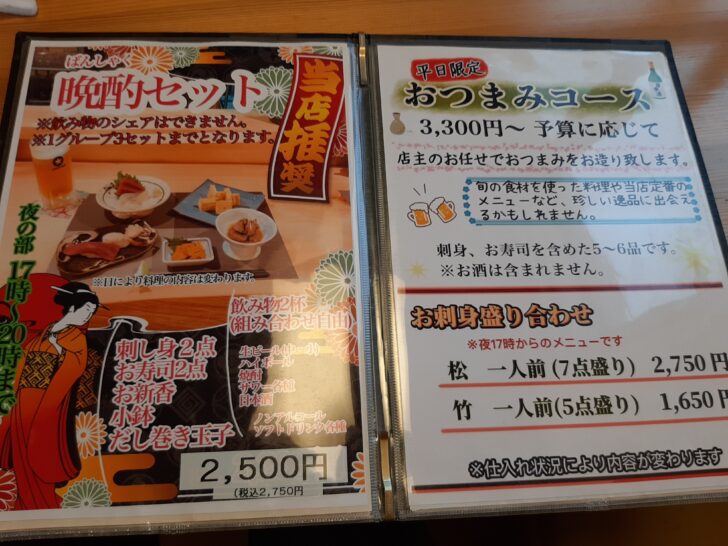 ばんしゃく
晩酌セット
当店推奨
※飲み物のシェアはできません。
※1グループ3セットまでとなります。
夜の部 17時～20時まで
※日により料理の内容は変わります。
刺し身2点
お寿司2点
お新香
小鉢
だし巻き玉子
飲み物2杯
(組み合わせ自由)
ハイボール
焼酎
サワー各種
日本酒
ノンアルコール
ソフトドリンク各種
2,500円
(税込2,750円
平日限定
おつまみコース
3,300円～ 予算に応じて
店主のお任せでおつまみをお造り致します。
旬の食材を使った料理や当店定番の
メニューなど、珍しい逸品に出会え
るかもしれません。
刺身、お寿司を含めた5～6品です。
※お酒は含まれません。
お刺身盛り合わせ
※夜17時からのメニューです
松 一人前(7点盛り) 2,750円
竹 一人前(5点盛り) 1,650円
※仕入れ状況により内容が変わります